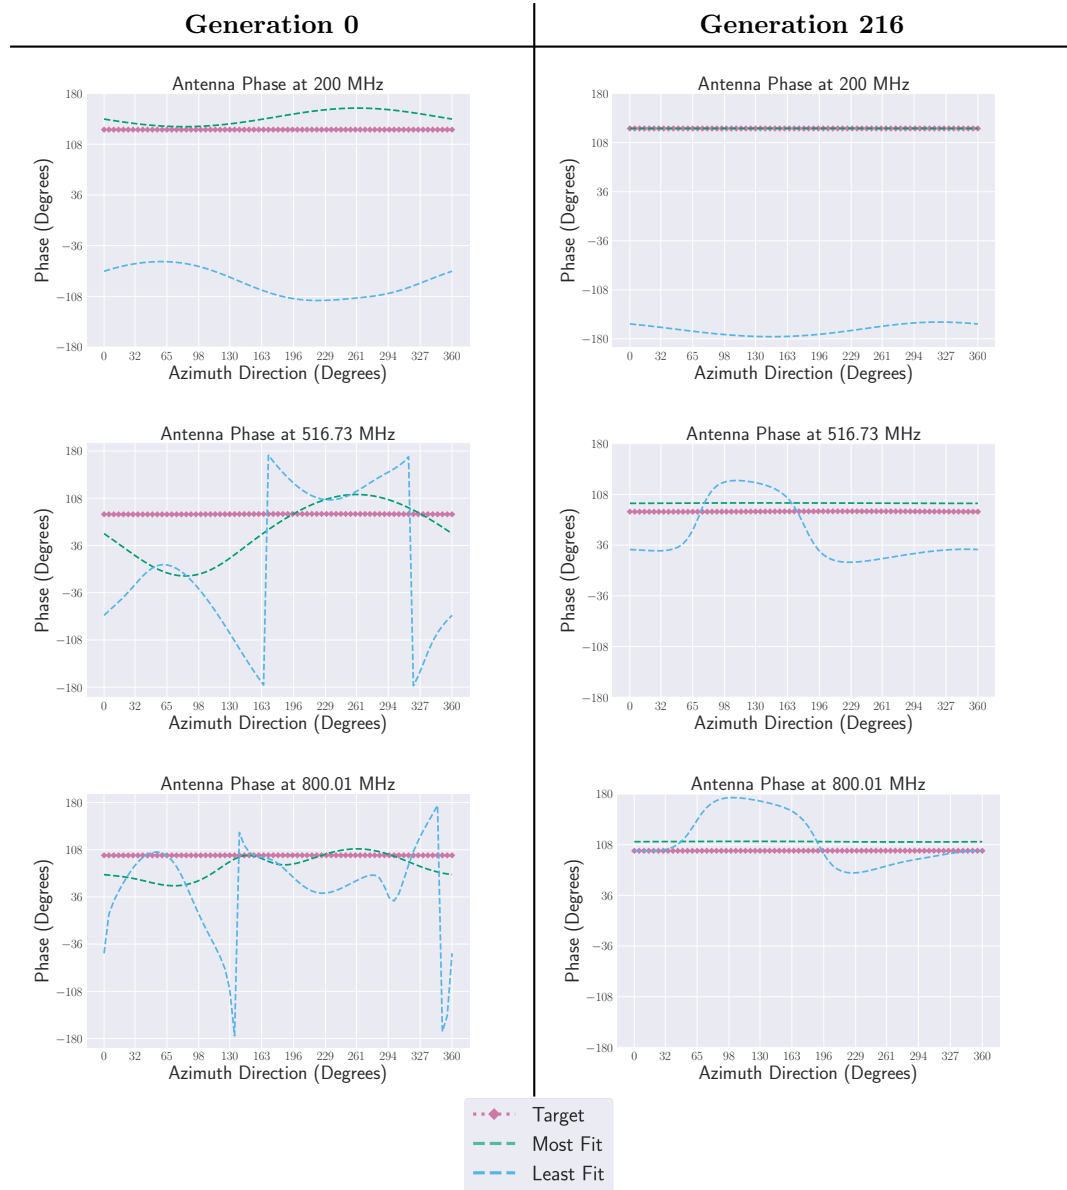 Generation 0
Generation 216
Antenna Phase at 200 MHz
180
108
36
−36
−108
−180
Phase (Degrees)
0 32 65 98 130 163 196 229 261 294 327 360
Azimuth Direction (Degrees)
Antenna Phase at 200 MHz
180
108
36
−36
−108
−180
Phase (Degrees)
0 32 65 98 130 163 196 229 261 294 327 360
Azimuth Direction (Degrees)
Antenna Phase at 516.73 MHz
180
108
36
−36
−108
−180
Phase (Degrees)
0 32 65 98 130 163 196 229 261 294 327 360
Azimuth Direction (Degrees)
Antenna Phase at 516.73 MHz
180
108
36
−36
−108
−180
Phase (Degrees)
0 32 65 98 130 163 196 229 261 294 327 360
Azimuth Direction (Degrees)
Antenna Phase at 800.01 MHz
180
108
36
−36
−108
−180
Phase (Degrees)
0 32 65 98 130 163 196 229 261 294 327 360
Azimuth Direction (Degrees)
Antenna Phase at 800.01 MHz
180
108
36
−36
−108
−180
Phase (Degrees)
0 32 65 98 130 163 196 229 261 294 327 360
Azimuth Direction (Degrees)
Target
Most Fit
Least Fit